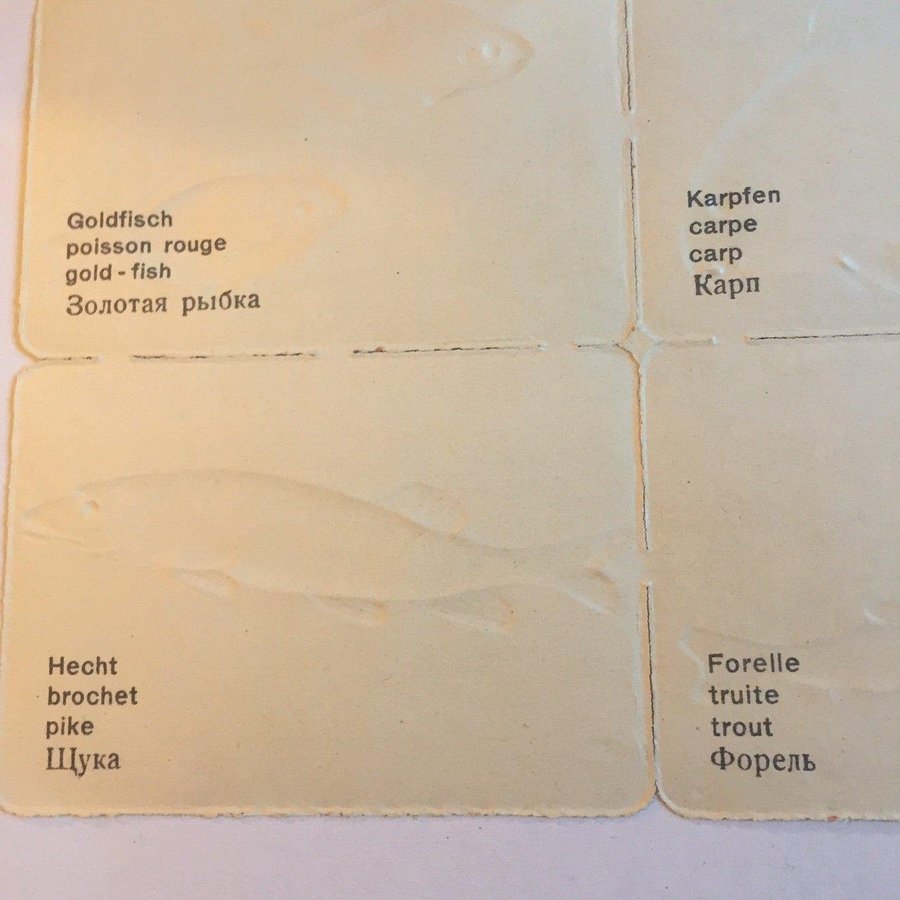 Goldfisch
poisson rouge
gold-fish
Золотая рыбка
Karpfen
carpe
carp
Карп
Hecht
brochet
pike
Щука
Forelle
truite
trout
Форель